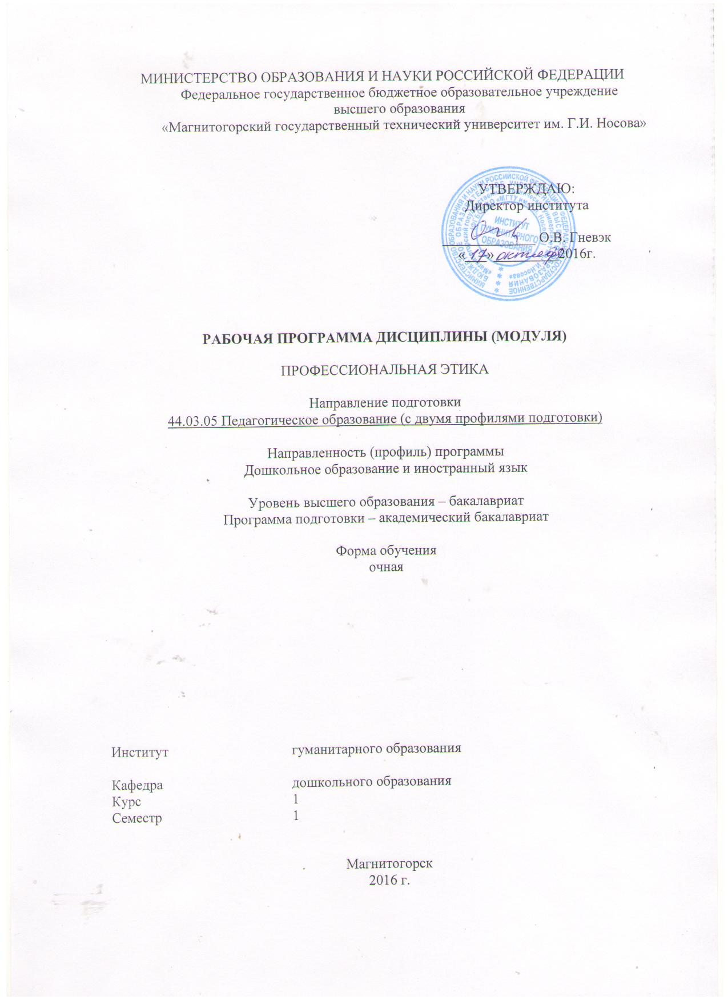 МИНИСТЕРСТВО ОБРАЗОВАНИЯ И НАУКИ РОССИЙСКОЙ ФЕДЕРАЦИИ
Федеральное государственное бюджетное образовательное учреждение
высшего образования
«Магнитогорский государственный технический университет им. Г.И. Носова»
УТВЕРЖДАЮ:
Директор института
О.В. Гневэк
«17» октября 2016г.
ИНСТИТУТ
ГУМАНИТАРНОГО
ОБРАЗОВАНИЯ
РАБОЧАЯ ПРОГРАММА ДИСЦИПЛИНЫ (МОДУЛЯ)
ПРОФЕССИОНАЛЬНАЯ ЭТИКА
Направление подготовки
44.03.05 Педагогическое образование (с двумя профилями подготовки)
Направленность (профиль) программы
Дошкольное образование и иностранный язык
Уровень высшего образования – бакалавриат
Программа подготовки – академический бакалавриат
Форма обучения
очная
Институт гуманитарного образования
Кафедра дошкольного образования
Курс 1
Семестр 1
Магнитогорск
2016 г.